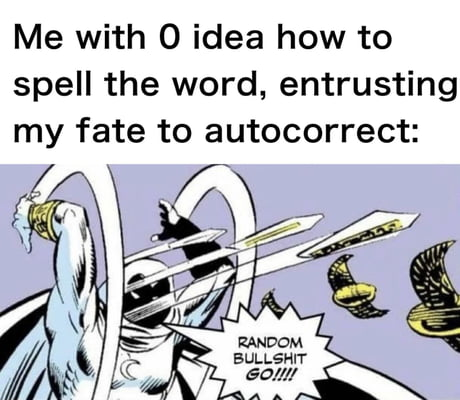 Me with 0 idea how to
spell the word, entrusting
my fate to autocorrect:
RANDOM
BULLSHIT
GO!!!!